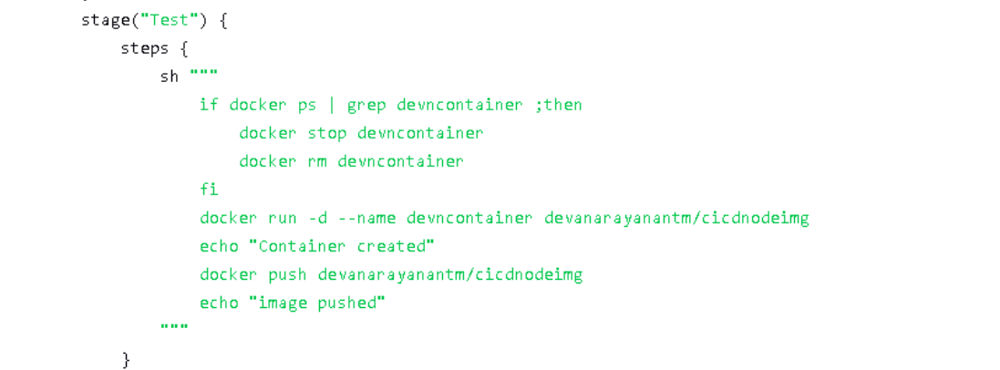 stage("Test") {
steps {
sh """
if docker ps | grep devncontainer ;then
docker stop devncontainer
docker rm devncontainer
fi
docker run -d --name devncontainer devanarayanantm/cicdnodeimg
echo "Container created"
docker push devanarayanantm/cicdnodeimg
echo "image pushed"
"""
}